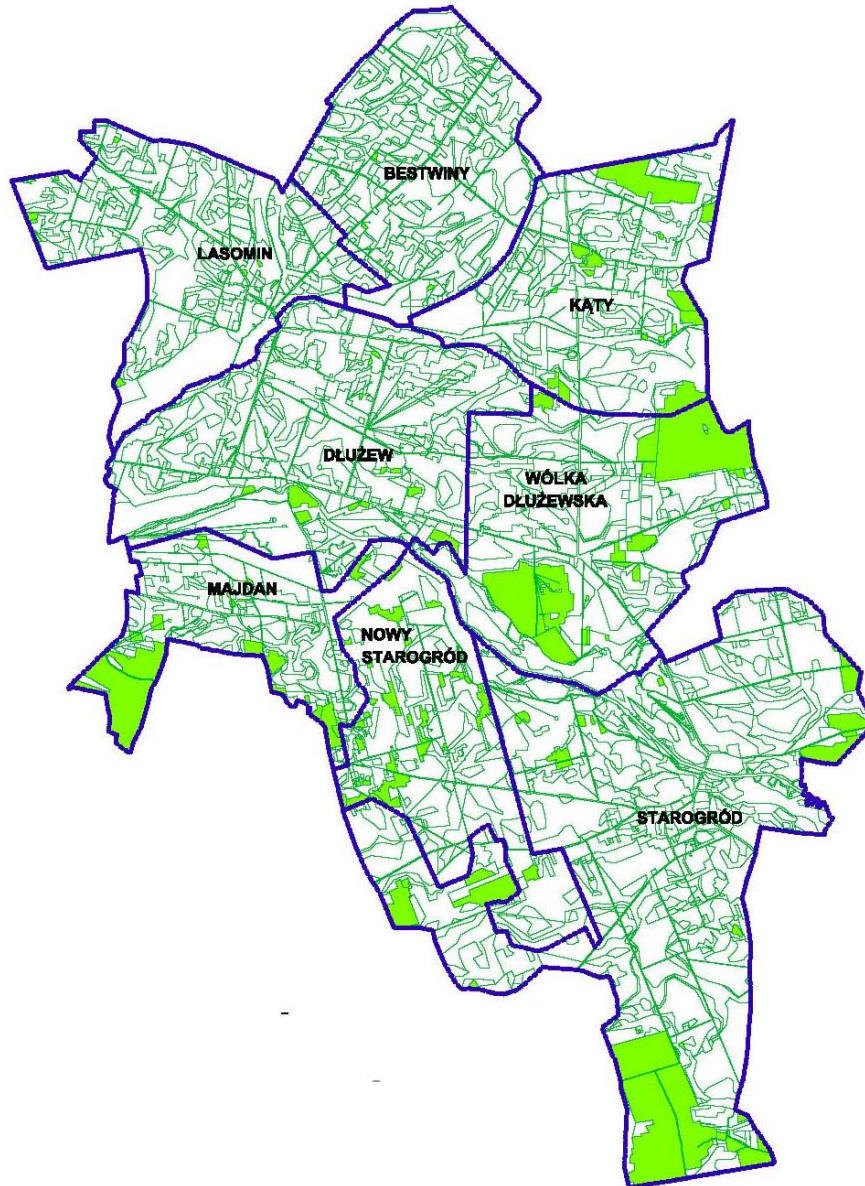 BESTWINY
LASOMIN
KĄTY
DŁUŻEW
WÓLKA
DŁUŻEWSKA
MAJDAN
NOWY
STAROGRÓD
STAROGRÓD